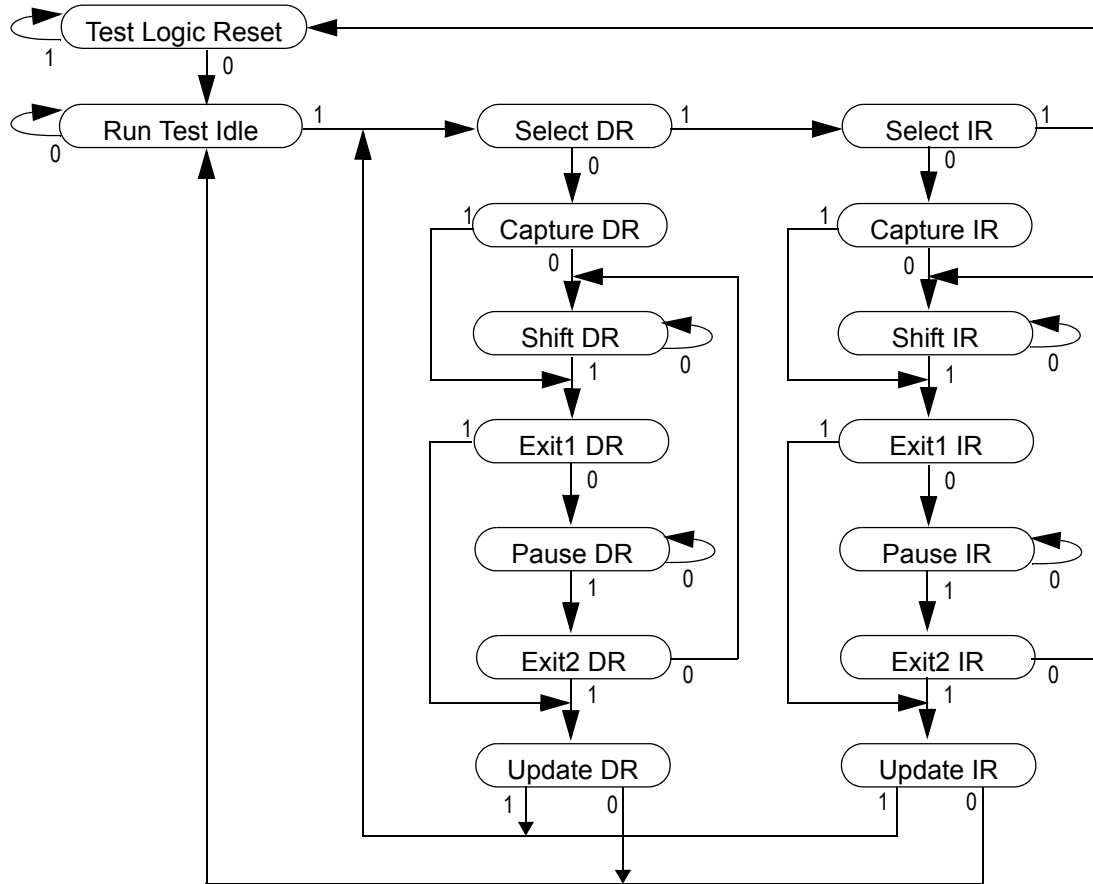 Test Logic Reset
1
0
Run Test Idle
1
0
Select DR
1
0
Select IR
1
0
Capture DR
1
0
Capture IR
1
0
Shift DR
0
1
Shift IR
0
1
Exit1 DR
1
0
Exit1 IR
1
0
Pause DR
0
1
Pause IR
0
1
Exit2 DR
0
1
Exit2 IR
0
1
Update DR
1
0
Update IR
1
0